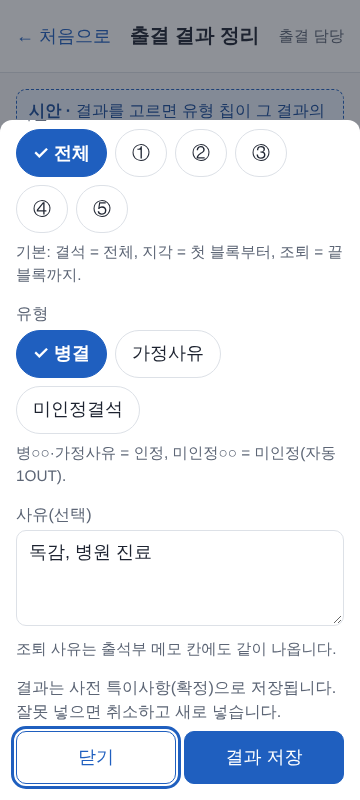 ← 처음으로 출결 결과 정리 출결 담당
시안 · 결과를 고르면 유형 칩이 그 결과의
✓ 전체 ① ② ③
④ ⑤
기본: 결석 = 전체, 지각 = 첫 블록부터, 조퇴 = 끝
블록까지.
유형
✓ 병결 가정사유
미인정결석
병○○·가정사유 = 인정, 미인정○○ = 미인정(자동
1OUT).
사유(선택)
독감, 병원 진료
조퇴 사유는 출석부 메모 칸에도 같이 나옵니다.
결과는 사전 특이사항(확정)으로 저장됩니다.
잘못 넣으면 취소하고 새로 넣습니다.
닫기 결과 저장